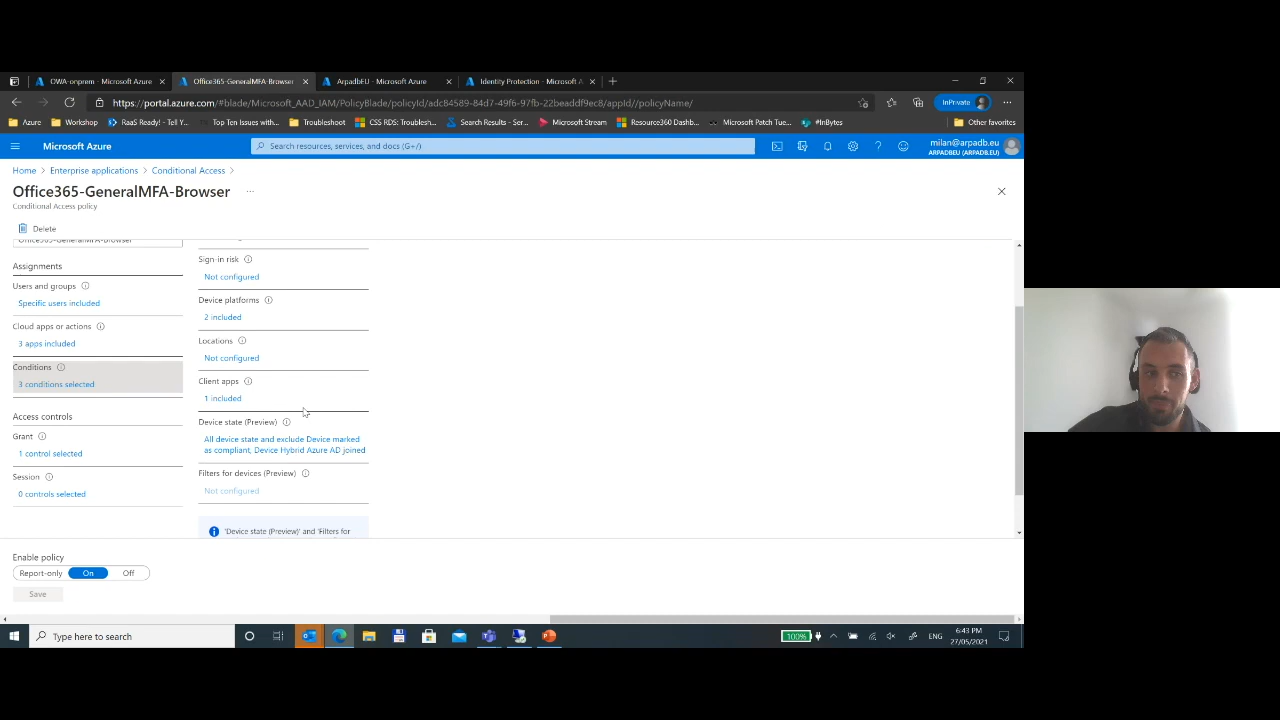 OWA-onprem - Microsoft Azure
Office365-GeneralMFA-Browser
ArpadbEU - Microsoft Azure
Identity Protection - Microsoft A
https://portal.azure.com/#blade/Microsoft_AAD_IAM/PolicyBlade/policyId/adc84589-84d7-49f6-97fb-22beaddf9ec8/appId//policyName/
InPrivate
Azure
Workshop
RaaS Ready! - Tell Y...
Top Ten Issues with...
Troubleshoot
CSS RDS: Troublesh...
Search Results - Ser...
Microsoft Stream
Resource360 Dashb...
Microsoft Patch Tue...
#InBytes
Other favorites
Microsoft Azure
Search resources, services, and docs (G+/)
milan@arpadb.eu
ARPADBEU (ARPADB.EU)
Home > Enterprise applications > Conditional Access >
Office365-GeneralMFA-Browser ...
Conditional Access policy
Delete
Office365-GeneralMFA-Browser
Assignments
Users and groups
Specific users included
Cloud apps or actions
3 apps included
Conditions
3 conditions selected
Access controls
Grant
1 control selected
Session
0 controls selected
Sign-in risk
Not configured
Device platforms
2 included
Locations
Not configured
Client apps
1 included
Device state (Preview)
All device state and exclude Device marked
as compliant, Device Hybrid Azure AD joined
Filters for devices (Preview)
Not configured
'Device state (Preview)' and 'Filters for
Enable policy
Report-only On Off
Save
Type here to search
100%
ENG
6:43 PM
27/05/2021